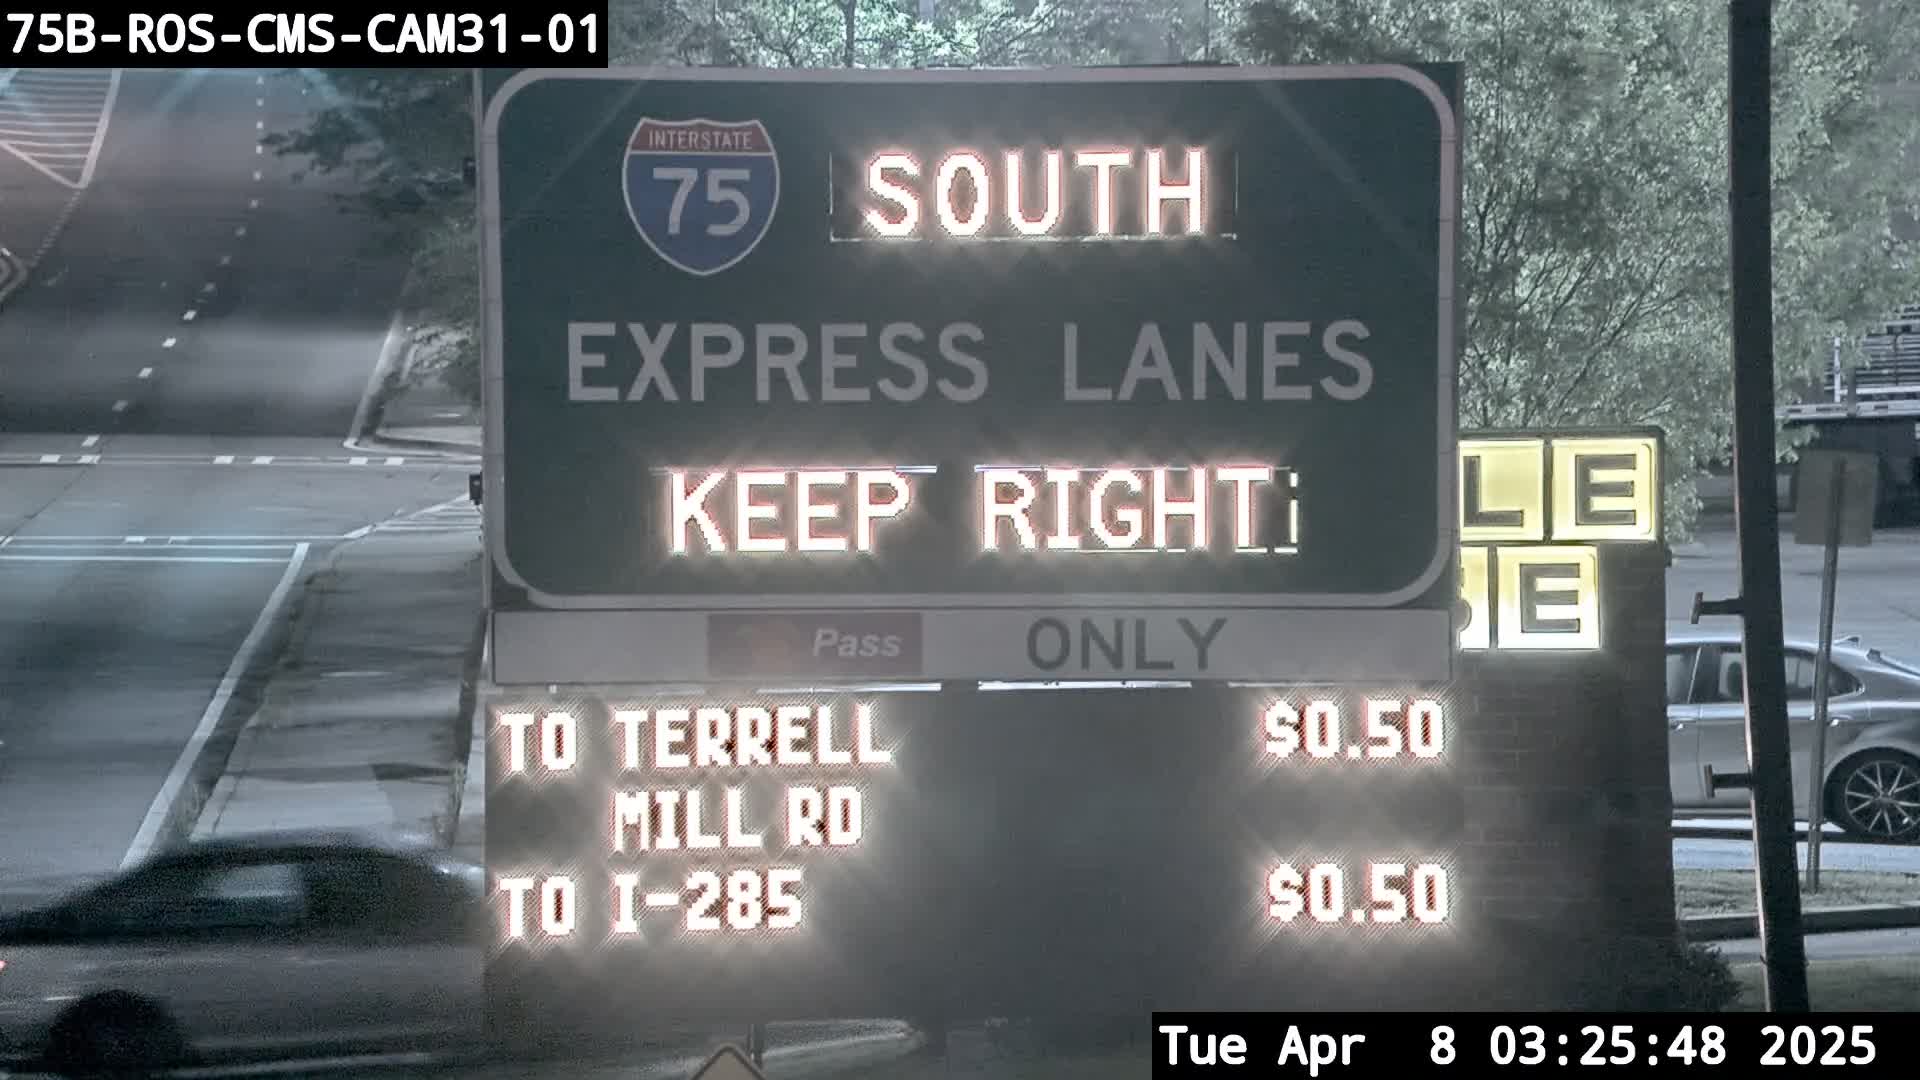 75B-ROS-CMS-CAM31-01
INTERSTATE
75
SOUTH
EXPRESS LANES
KEEP RIGHT
Pass ONLY
TO TERRELL $0.50
MILL RD
TO I-285 $0.50
LE
E
Tue Apr 8 03:25:48 2025